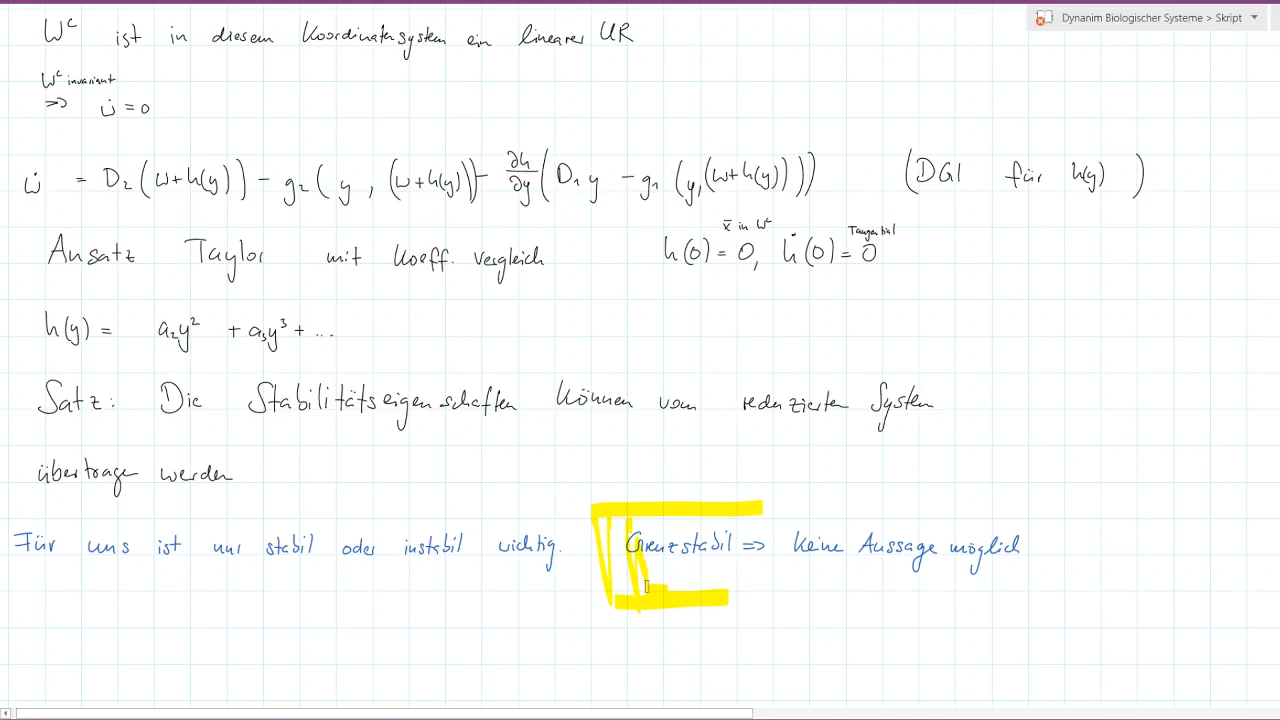 Dynanim Biologischer Systeme > Skript
W^c ist in diesem Koordinatensystem ein linearer UR
W^c invariant
=> ẇ = 0
ẇ = D₂(w+h(y)) - g₂(y, (w+h(y))) - ∂h/∂y (D₁y - g₁(y,(w+h(y)))) (DGl für h(y))
x̄ in W^c Tangential
Ansatz Taylor mit Koeff. vergleich h(0) = 0, ḣ(0) = 0
h(y) = a₂y² + a₃y³ + ...
Satz: Die Stabilitätseigenschaften können vom reduzierten System
übertragen werden
Für uns ist nur stabil oder instabil wichtig. Grenzstabil => keine Aussage möglich